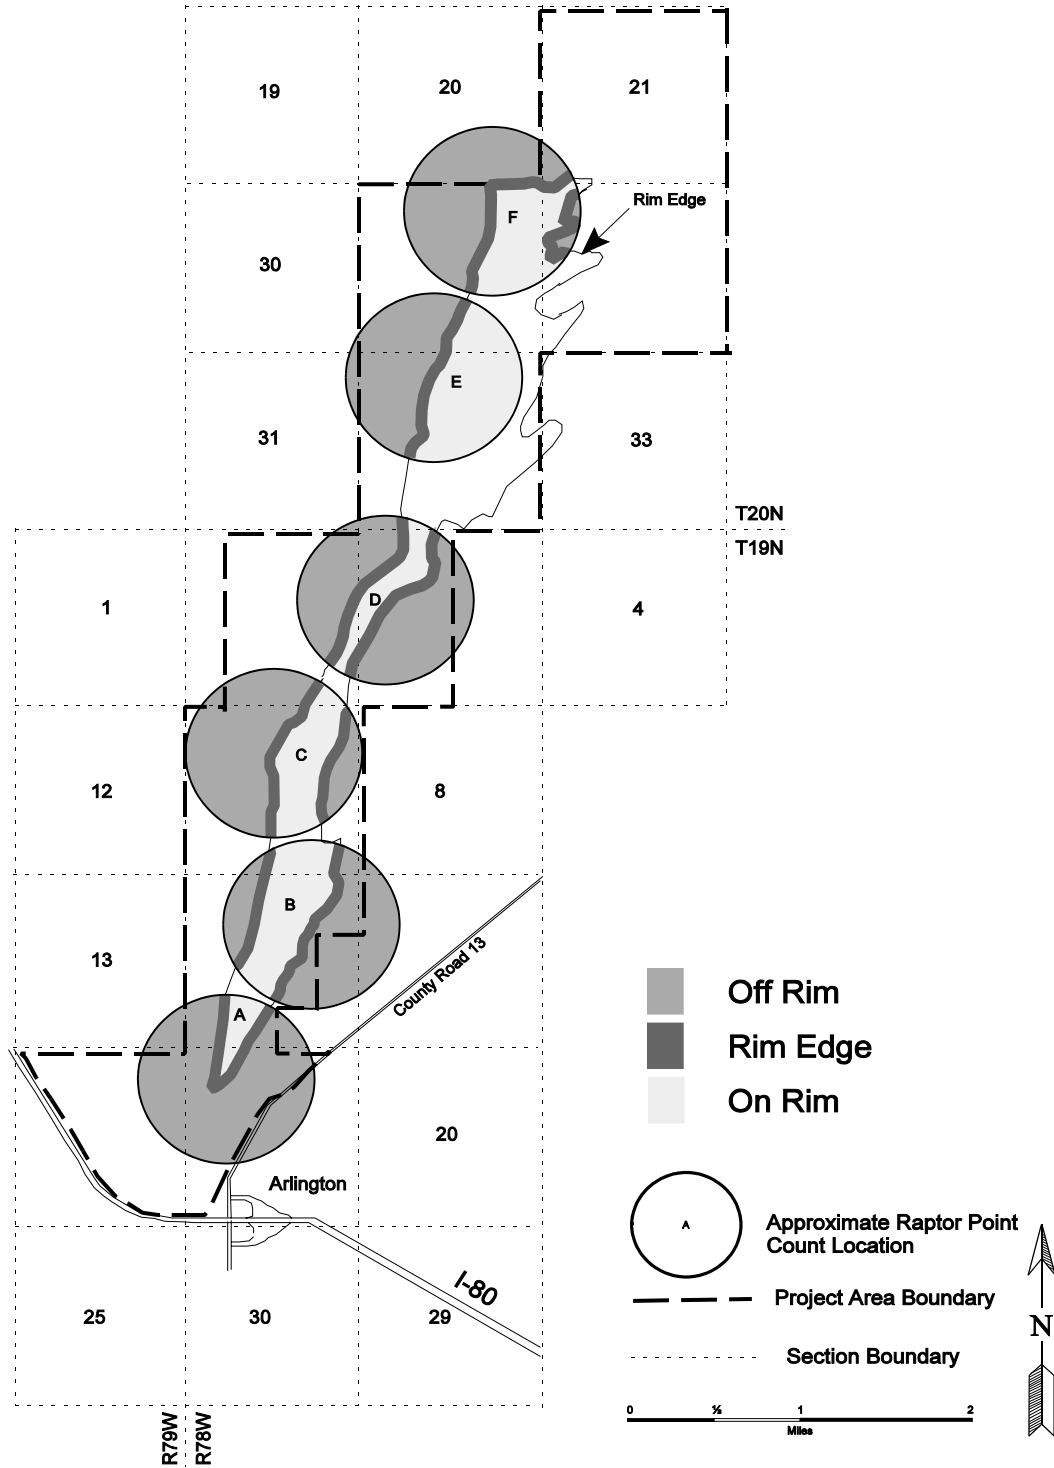 19
20
21
F
Rim Edge
30
E
31
33
T20N
T19N
1
D
4
C
12
8
B
13
County Road 13
A
20
Arlington
I-80
25
30
29
R79W
R78W
Off Rim
Rim Edge
On Rim
A
Approximate Raptor Point
Count Location
Project Area Boundary
Section Boundary
0
½
1
2
Miles
N